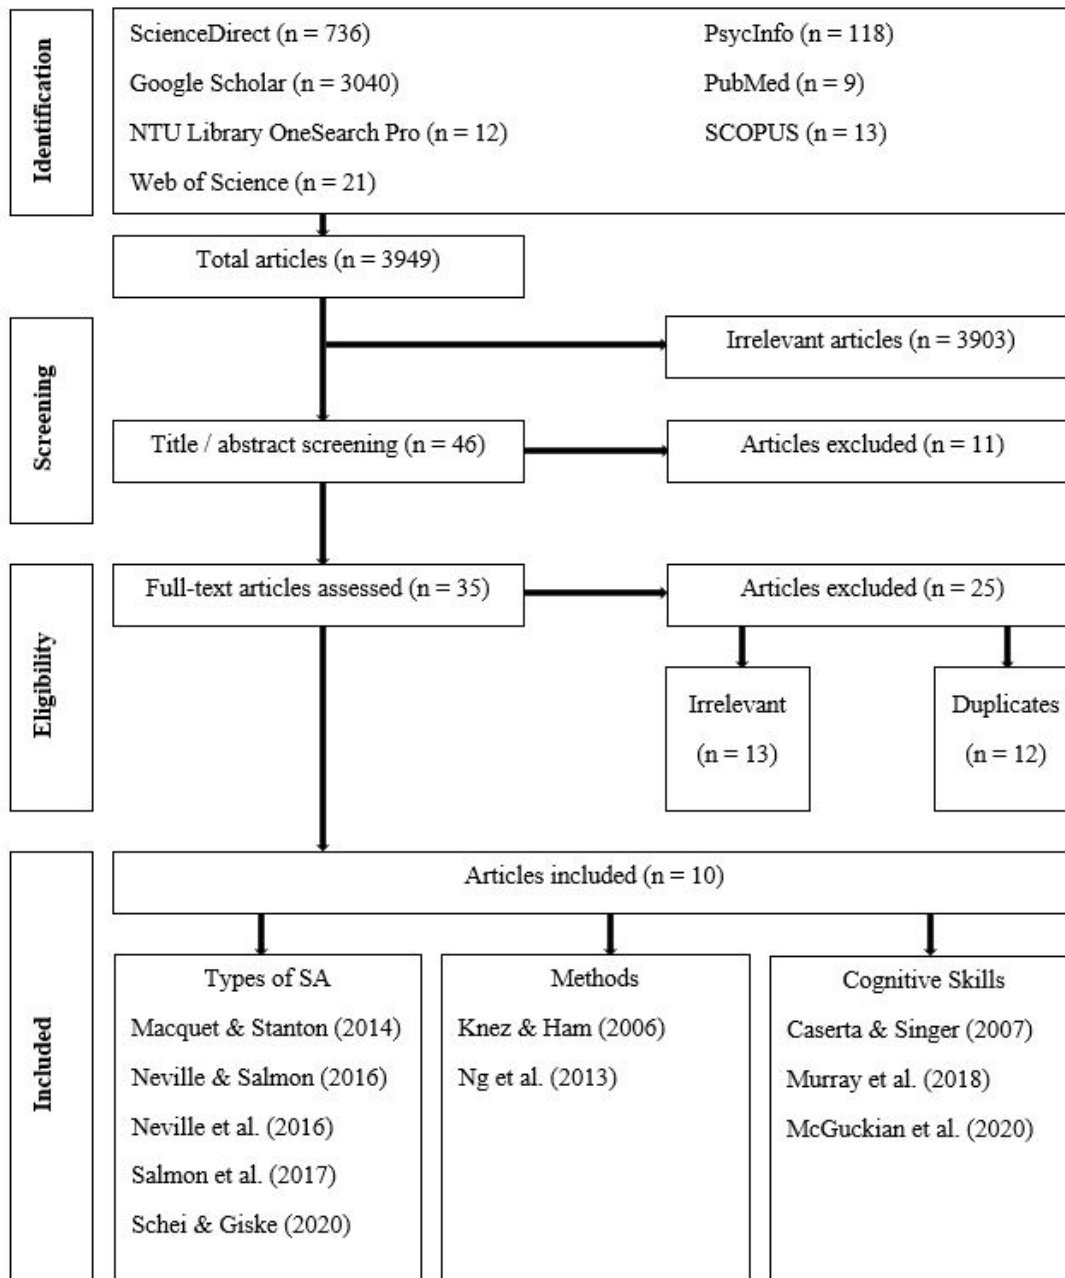 Identification
ScienceDirect (n = 736)
Google Scholar (n = 3040)
NTU Library OneSearch Pro (n = 12)
Web of Science (n = 21)
PsycInfo (n = 118)
PubMed (n = 9)
SCOPUS (n = 13)
Total articles (n = 3949)
Screening
Irrelevant articles (n = 3903)
Title / abstract screening (n = 46)
Articles excluded (n = 11)
Eligibility
Full-text articles assessed (n = 35)
Articles excluded (n = 25)
Irrelevant
(n = 13)
Duplicates
(n = 12)
Included
Articles included (n = 10)
Types of SA
Macquet & Stanton (2014)
Neville & Salmon (2016)
Neville et al. (2016)
Salmon et al. (2017)
Schei & Giske (2020)
Methods
Knez & Ham (2006)
Ng et al. (2013)
Cognitive Skills
Caserta & Singer (2007)
Murray et al. (2018)
McGuckian et al. (2020)